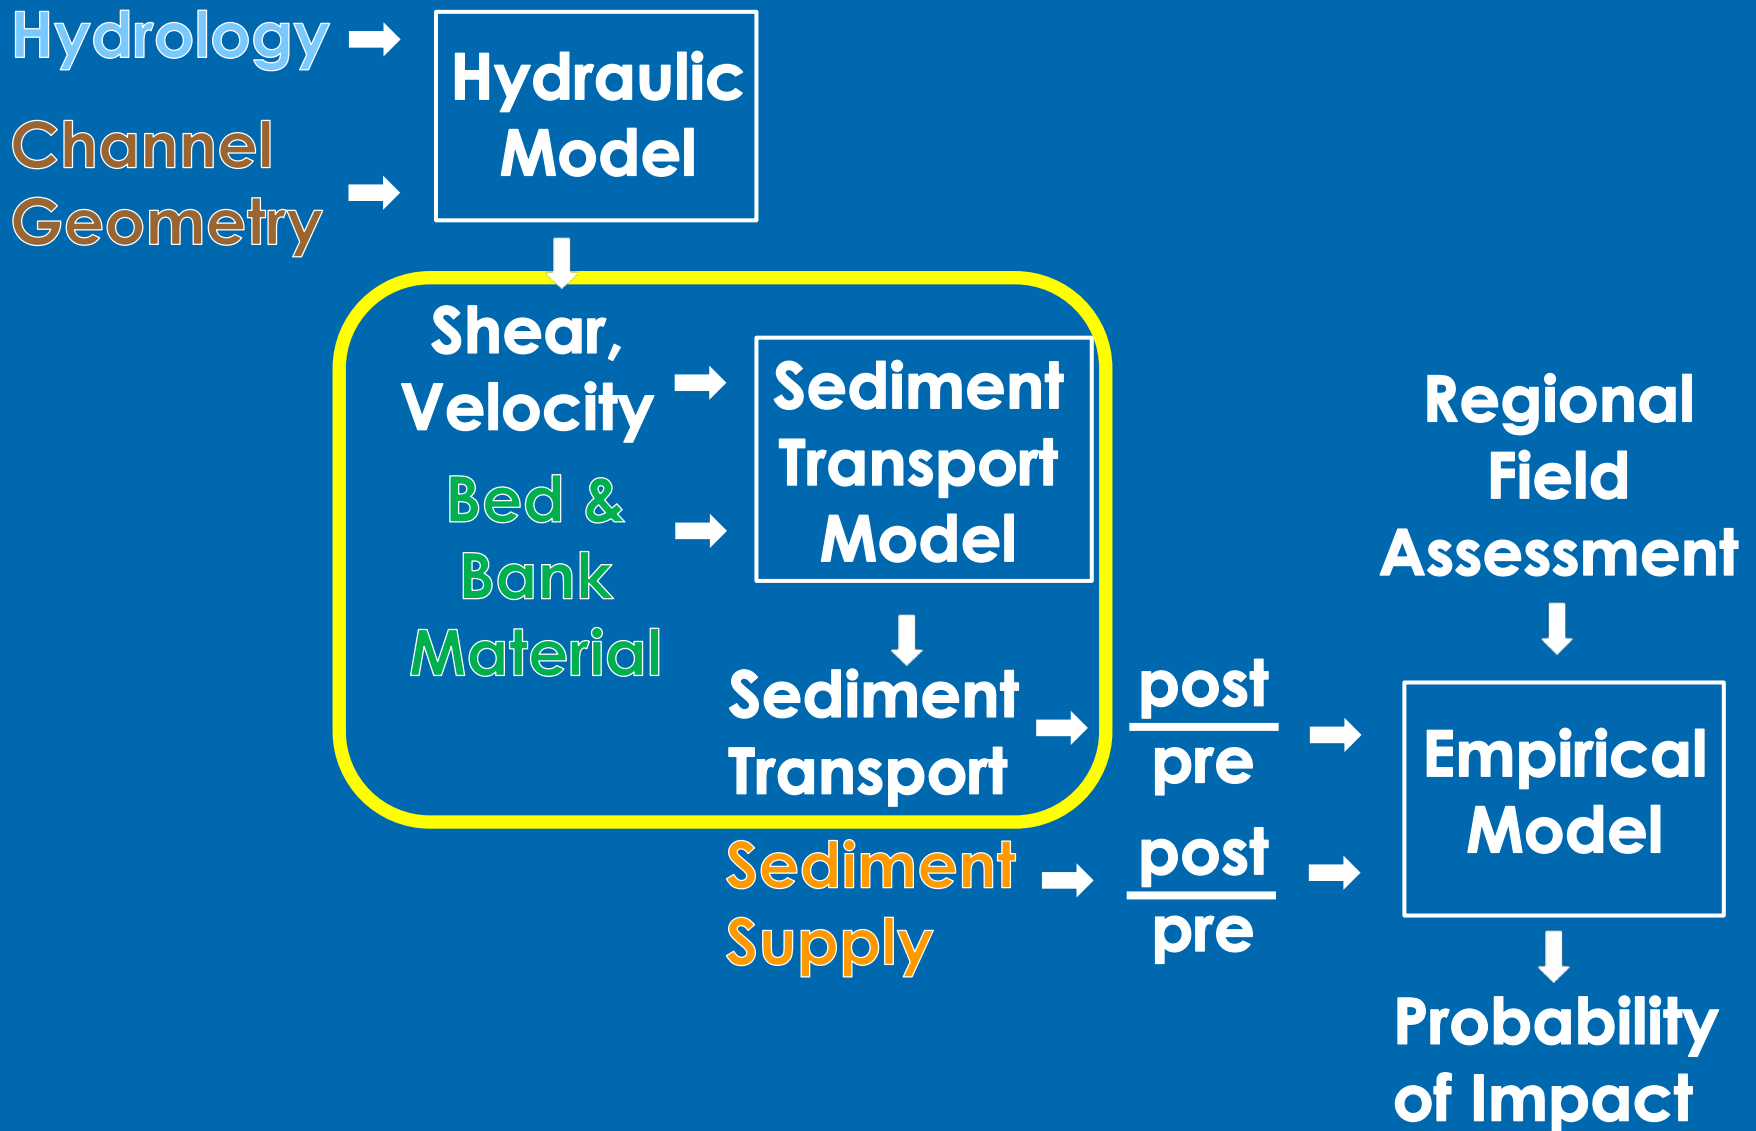 Hydrology
Channel
Geometry
Hydraulic
Model
Shear,
Velocity
Bed &
Bank
Material
Sediment
Transport
Model
Sediment
Transport
post
pre
Sediment
Supply
post
pre
Regional
Field
Assessment
Empirical
Model
Probability
of Impact